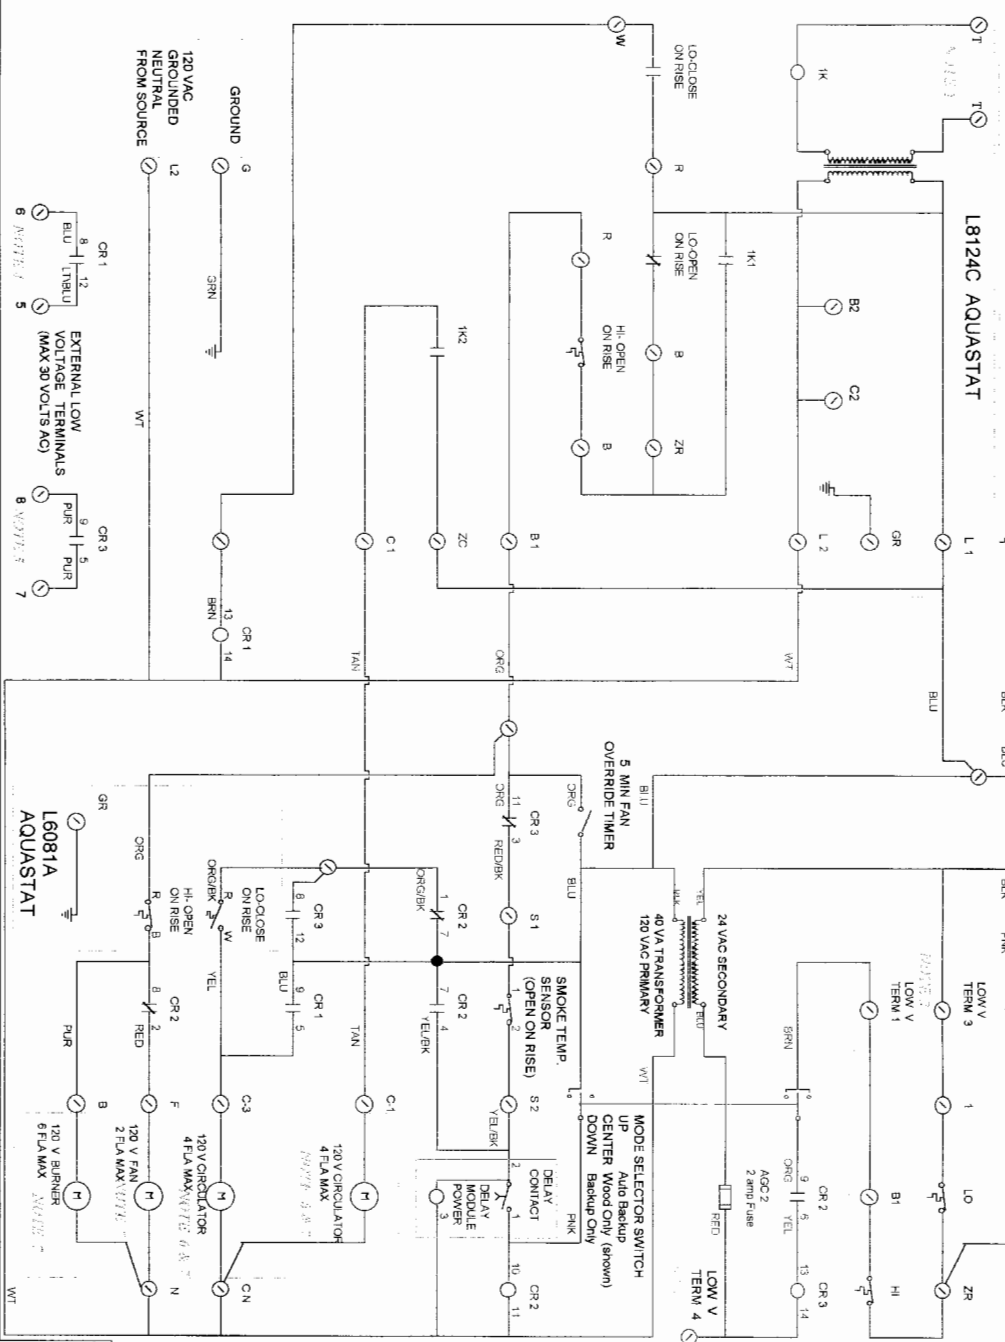 L8124C AQUASTAT
T
T
1K
B2
C2
GR
L 1
L 2
W
LO-CLOSE
ON RISE
R
LO-OPEN
ON RISE
1K1
B
ZR
R
HI- OPEN
ON RISE
B
1K2
B 1
ZC
C 1
GROUND
G
GRN
120 VAC
GROUNDED
NEUTRAL
FROM SOURCE
L2
WT
CR 1
8
12
BLU
LT\BLU
6
5
EXTERNAL LOW
VOLTAGE TERMINALS
(MAX 30 VOLTS AC)
CR 3
9
5
PUR
PUR
8
7
13
BRN
CR 1
14
TAN
ORG
WT
BLU
BLU
5 MIN FAN
OVERRIDE TIMER
ORG
BLU
11
CR 3
3
ORG
RED/BK
S 1
SMOKE TEMP.
SENSOR
(OPEN ON RISE)
1
2
S 2
YEL/BK
YEL
BLK
24 VAC SECONDARY
40 VA TRANSFORMER
120 VAC PRIMARY
BLU
WT
LOW V
TERM 3
LOW V
TERM 1
1
LO
ZR
B1
HI
BRN
ORG
9
CR 2
6
YEL
13
CR 3
14
AGC 2
2 amp Fuse
RED
LOW V
TERM 4
MODE SELECTOR SWITCH
UP Auto Backup
CENTER Wood Only (shown)
DOWN Backup Only
PNK
DELAY
CONTACT
2
1
DELAY
MODULE
POWER
3
10
CR 2
11
1
CR 2
7
ORG/BK
7
CR 2
4
YEL/BK
CR 3
8
12
9
CR 1
5
BLU
LO-CLOSE
ON RISE
R
W
ORG/BK
YEL
TAN
C-1
C-3
120 V CIRCULATOR
4 FLA MAX
M
120 V CIRCULATOR
4 FLA MAX
M
C N
HI- OPEN
ON RISE
R
B
ORG
8
CR 2
2
RED
F
120 V FAN
2 FLA MAX
M
N
PUR
B
120 V BURNER
6 FLA MAX
M
GR
L6081A
AQUASTAT
WT